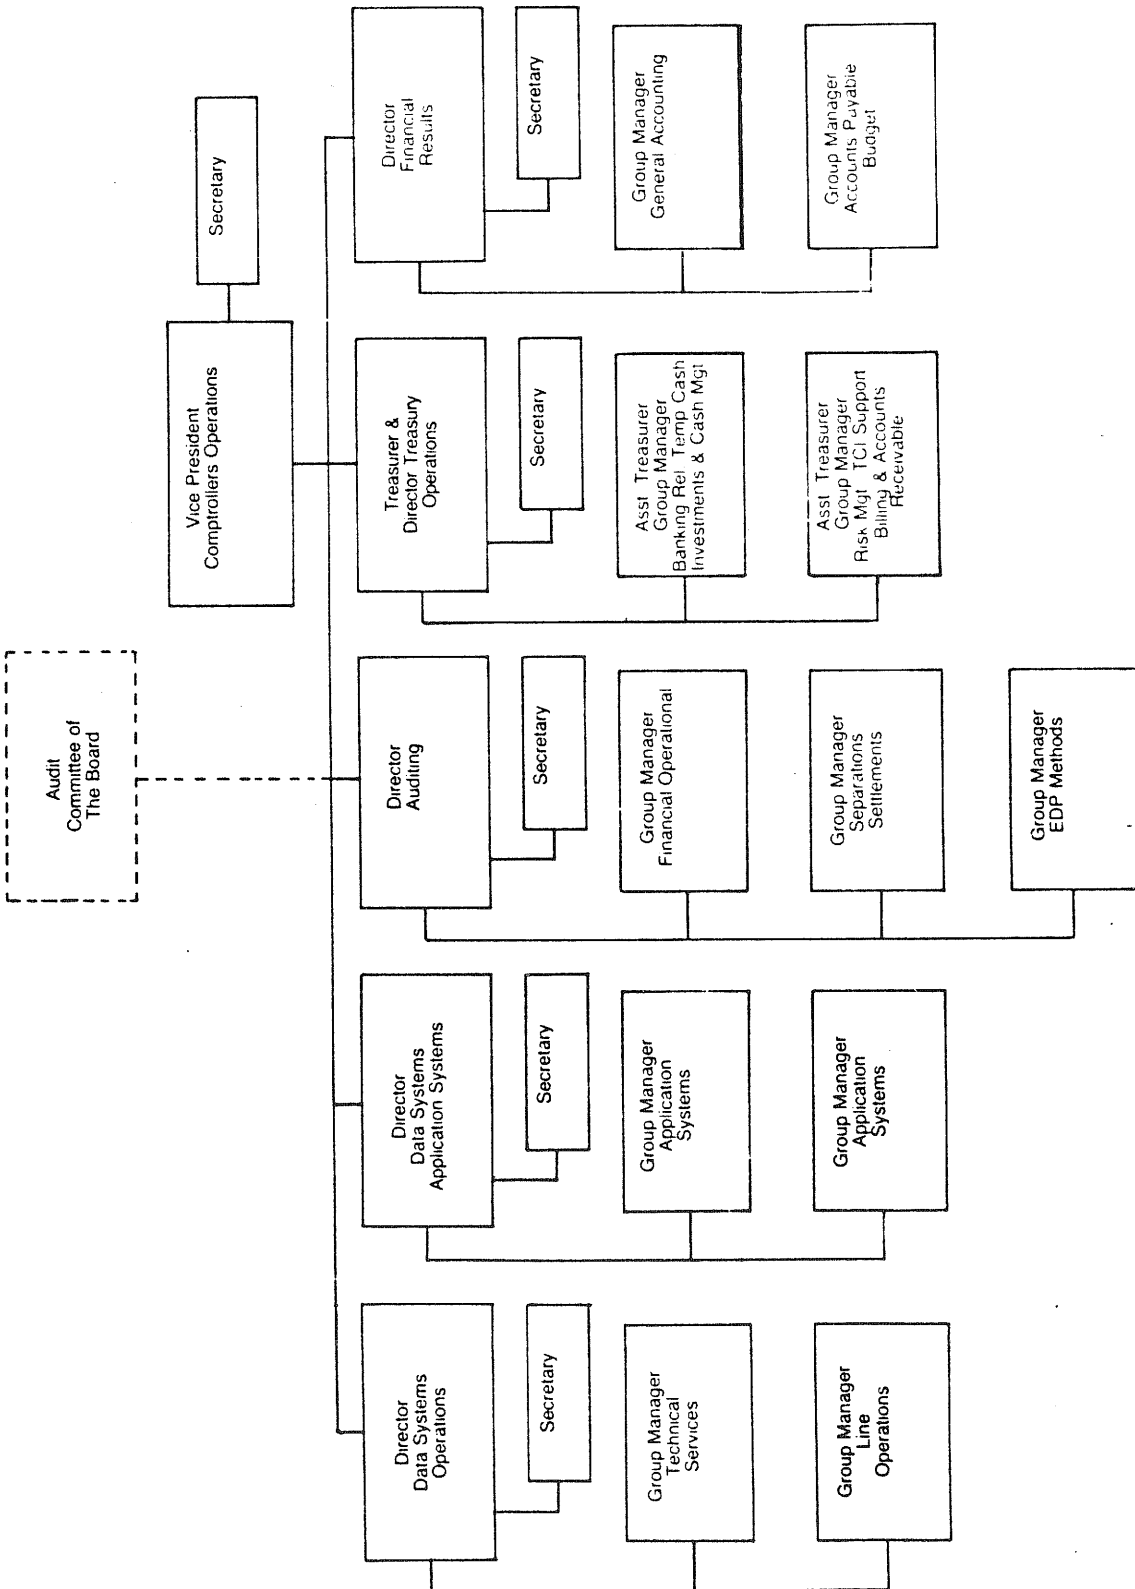 Audit
Committee of
The Board
Vice President
Comptrollers Operations
Secretary
Director
Data Systems
Operations
Secretary
Group Manager
Technical
Services
Group Manager
Line
Operations
Director
Data Systems
Application Systems
Secretary
Group Manager
Application
Systems
Group Manager
Application
Systems
Director
Auditing
Secretary
Group Manager
Financial Operational
Group Manager
Separations
Settlements
Group Manager
EDP Methods
Treasurer &
Director Treasury
Operations
Secretary
Asst Treasurer
Group Manager
Banking Rel Temp Cash
Investments & Cash Mgt
Asst Treasurer
Group Manager
Risk Mgt TCI Support
Billing & Accounts
Receivable
Director
Financial
Results
Secretary
Group Manager
General Accounting
Group Manager
Accounts Payable
Budget